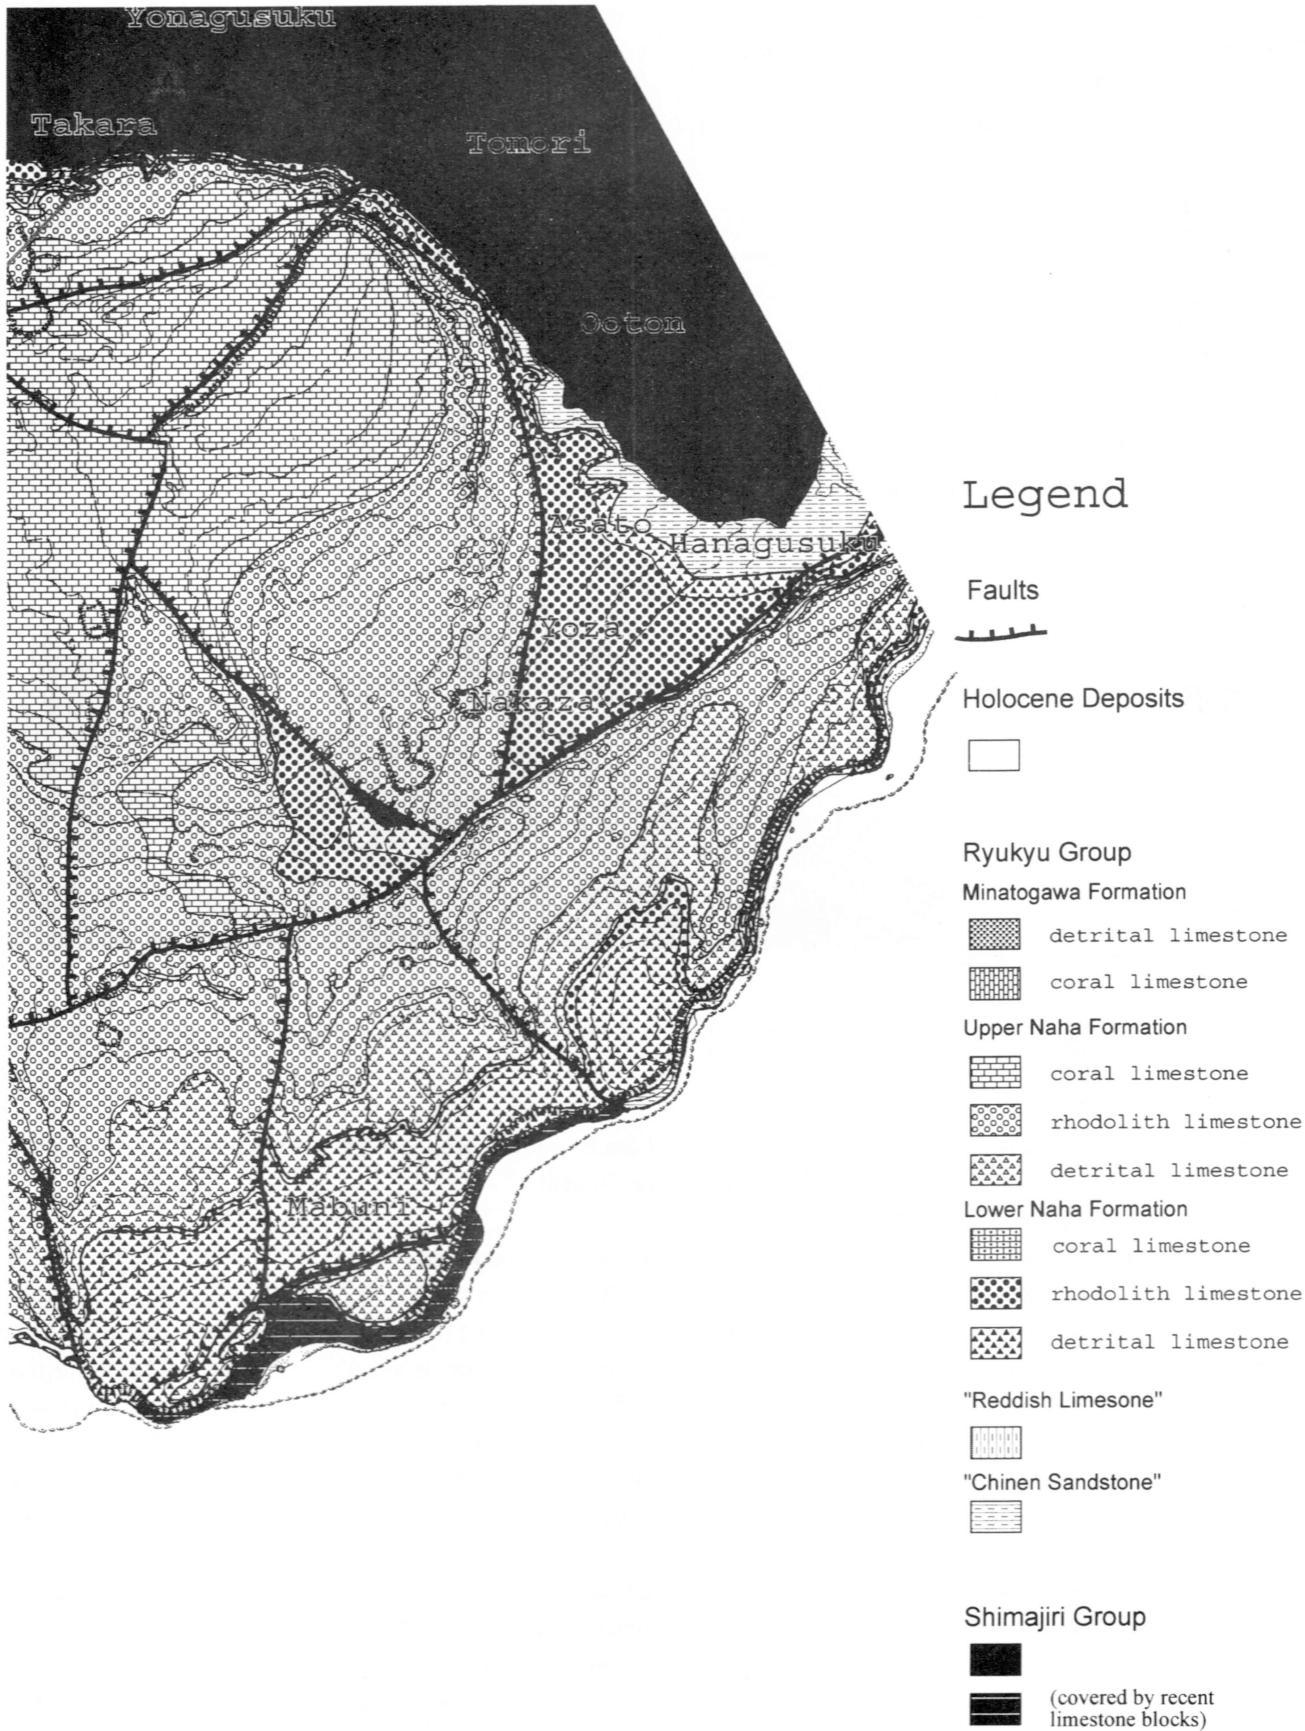 Yonagusuku
Takara
Tomori
Ooton
Asato
Hanagusuku
Yoza
Nakaza
Mabuni
Legend
Faults
Holocene Deposits
Ryukyu Group
Minatogawa Formation
detrital limestone
coral limestone
Upper Naha Formation
coral limestone
rhodolith limestone
detrital limestone
Lower Naha Formation
coral limestone
rhodolith limestone
detrital limestone
"Reddish Limesone"
"Chinen Sandstone"
Shimajiri Group
(covered by recent
limestone blocks)